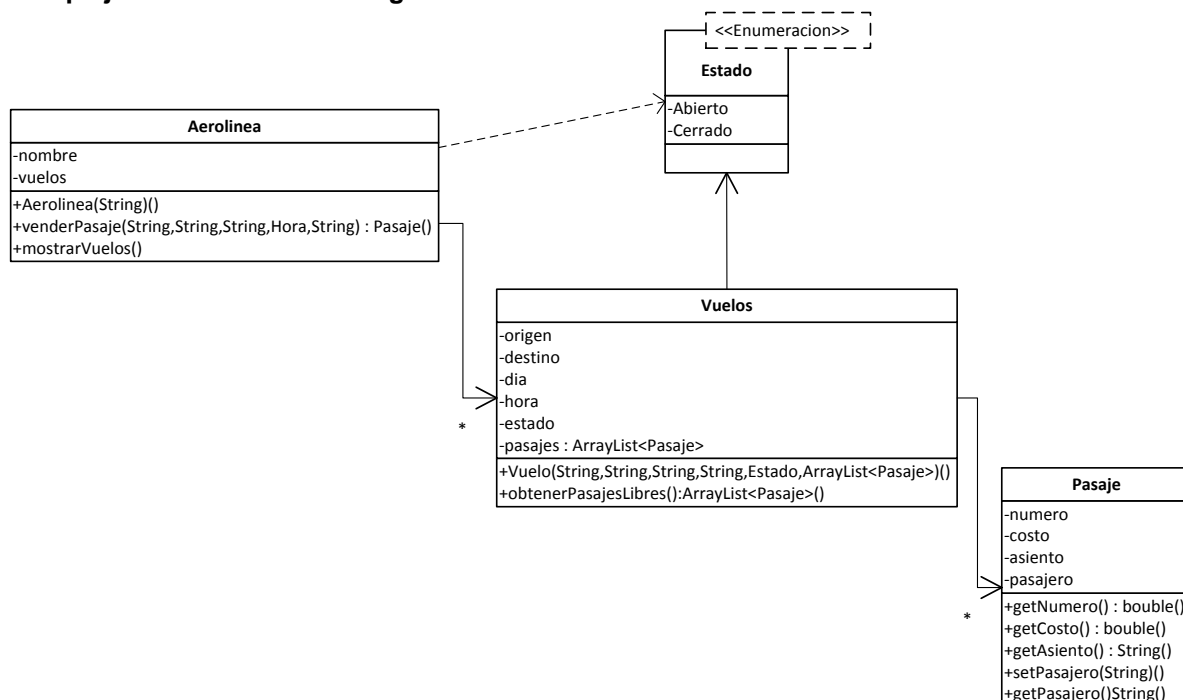 <<Enumeracion>>
Estado
-Abierto
-Cerrado
Aerolinea
-nombre
-vuelos
+Aerolinea(String)()
+venderPasaje(String,String,String,Hora,String) : Pasaje()
+mostrarVuelos()
Vuelos
-origen
-destino
-dia
-hora
-estado
-pasajes : ArrayList<Pasaje>
+Vuelo(String,String,String,String,Estado,ArrayList<Pasaje>)()
+obtenerPasajesLibres():ArrayList<Pasaje>()
*
Pasaje
-numero
-costo
-asiento
-pasajero
+getNumero() : bouble()
+getCosto() : bouble()
+getAsiento() : String()
+setPasajero(String)()
+getPasajero()String()
*